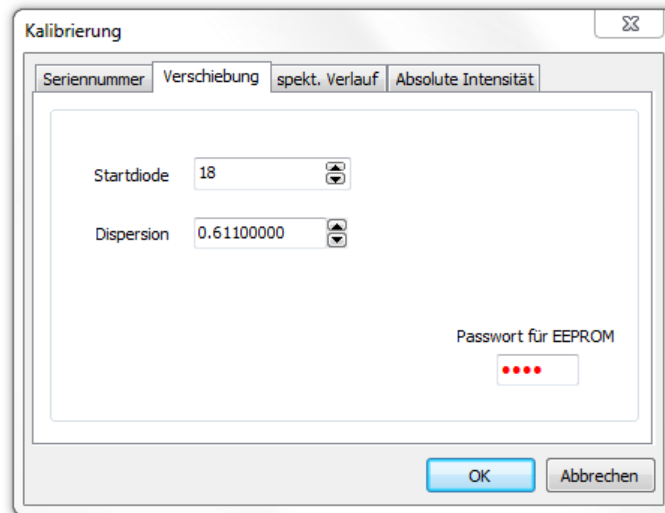 Kalibrierung
Seriennummer Verschiebung spekt. Verlauf Absolute Intensität
Startdiode 18
Dispersion 0.61100000
Passwort für EEPROM
••••
OK Abbrechen